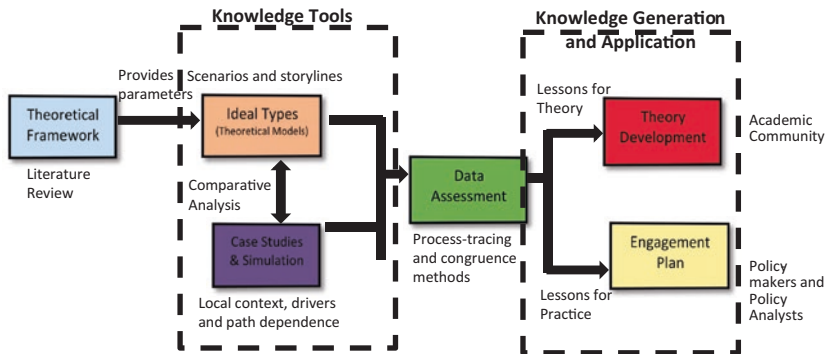 Knowledge Tools
Knowledge Generation
and Application
Provides
parameters
Scenarios and storylines
Theoretical
Framework
Literature
Review
Ideal Types
(Theoretical Models)
Comparative
Analysis
Case Studies
& Simulation
Local context, drivers
and path dependence
Data
Assessment
Process-tracing
and congruence
methods
Lessons for
Theory
Theory
Development
Academic
Community
Engagement
Plan
Lessons for
Practice
Policy
makers and
Policy
Analysts